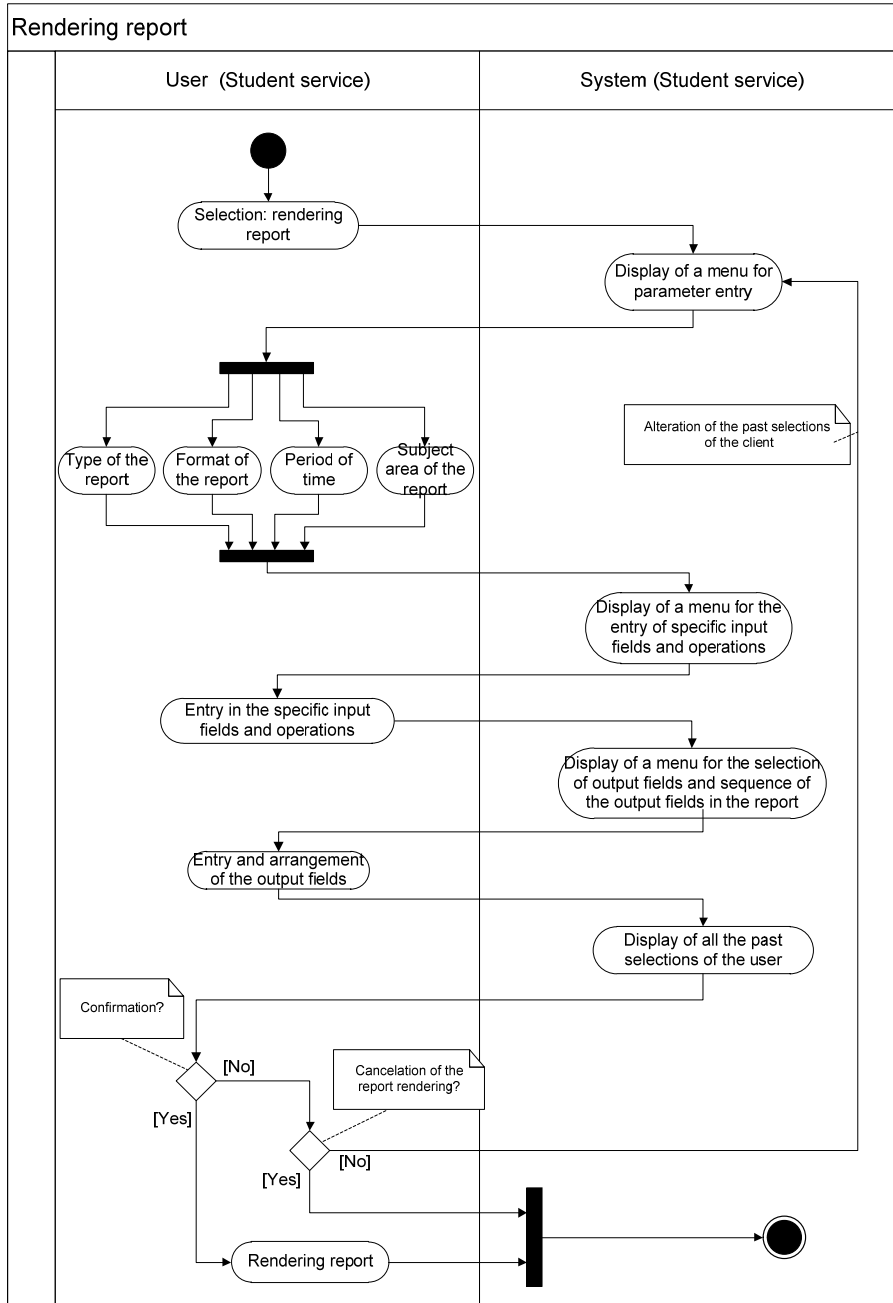 Rendering report
User (Student service)
System (Student service)
Selection: rendering
report
Display of a menu for
parameter entry
Alteration of the past selections
of the client
Type of the
report
Format of
the report
Period of
time
Subject
area of the
report
Display of a menu for the
entry of specific input
fields and operations
Entry in the specific input
fields and operations
Display of a menu for the selection
of output fields and sequence of
the output fields in the report
Entry and arrangement
of the output fields
Display of all the past
selections of the user
Confirmation?
[No]
[Yes]
Cancelation of the
report rendering?
[No]
[Yes]
Rendering report